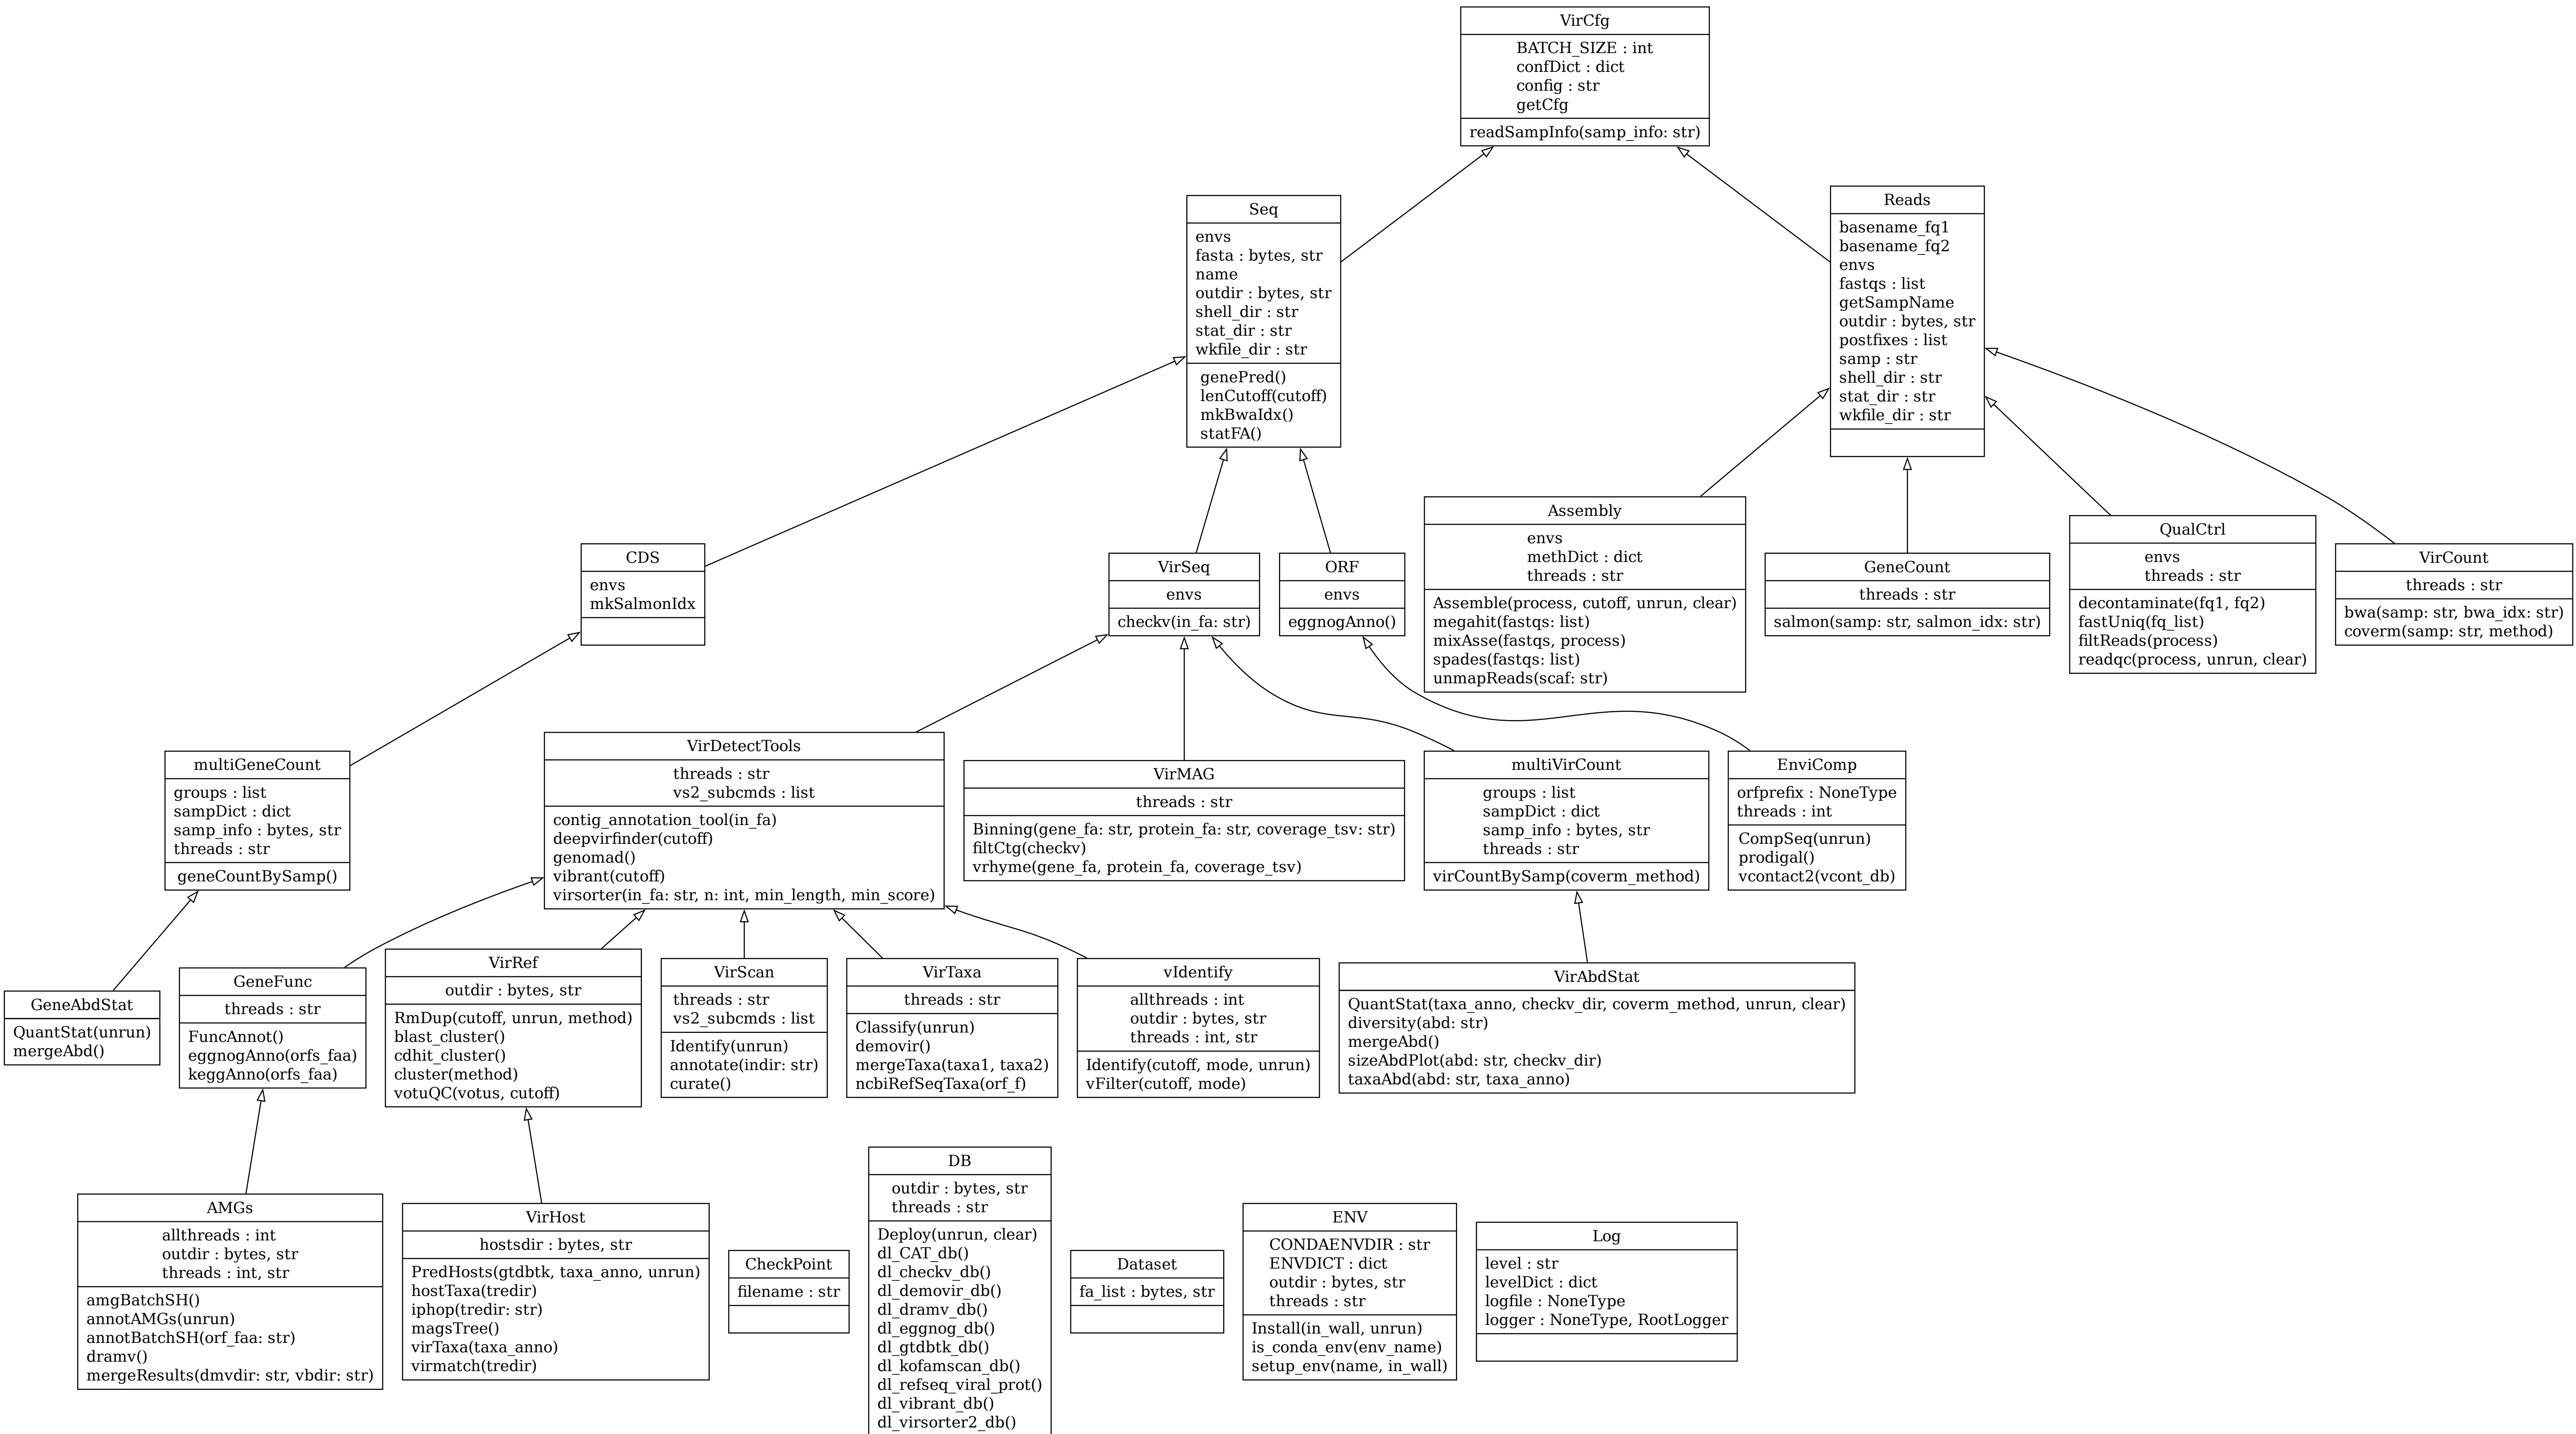 VirCfg
BATCH_SIZE : int
confDict : dict
config : str
getCfg
readSampInfo(samp_info: str)
Seq
envs
fasta : bytes, str
name
outdir : bytes, str
shell_dir : str
stat_dir : str
wkfile_dir : str
genePred()
lenCutoff(cutoff)
mkBwaIdx()
statFA()
Reads
basename_fq1
basename_fq2
envs
fastqs : list
getSampName
outdir : bytes, str
postfixes : list
samp : str
shell_dir : str
stat_dir : str
wkfile_dir : str
CDS
envs
mkSalmonIdx
VirSeq
envs
checkv(in_fa: str)
ORF
envs
eggnogAnno()
Assembly
envs
methDict : dict
threads : str
Assemble(process, cutoff, unrun, clear)
megahit(fastqs: list)
mixAsse(fastqs, process)
spades(fastqs: list)
unmapReads(scaf: str)
GeneCount
threads : str
salmon(samp: str, salmon_idx: str)
QualCtrl
envs
threads : str
decontaminate(fq1, fq2)
fastUniq(fq_list)
filtReads(process)
readqc(process, unrun, clear)
VirCount
threads : str
bwa(samp: str, bwa_idx: str)
coverm(samp: str, method)
multiGeneCount
groups : list
sampDict : dict
samp_info : bytes, str
threads : str
geneCountBySamp()
VirDetectTools
threads : str
vs2_subcmds : list
contig_annotation_tool(in_fa)
deepvirfinder(cutoff)
genomad()
vibrant(cutoff)
virsorter(in_fa: str, n: int, min_length, min_score)
VirMAG
threads : str
Binning(gene_fa: str, protein_fa: str, coverage_tsv: str)
filtCtg(checkv)
vrhyme(gene_fa, protein_fa, coverage_tsv)
multiVirCount
groups : list
sampDict : dict
samp_info : bytes, str
threads : str
virCountBySamp(coverm_method)
EnviComp
orfprefix : NoneType
threads : int
CompSeq(unrun)
prodigal()
vcontact2(vcont_db)
GeneAbdStat
QuantStat(unrun)
mergeAbd()
GeneFunc
threads : str
FuncAnnot()
eggnogAnno(orfs_faa)
keggAnno(orfs_faa)
VirRef
outdir : bytes, str
RmDup(cutoff, unrun, method)
blast_cluster()
cdhit_cluster()
cluster(method)
votuQC(votus, cutoff)
VirScan
threads : str
vs2_subcmds : list
Identify(unrun)
annotate(indir: str)
curate()
VirTaxa
threads : str
Classify(unrun)
demovir()
mergeTaxa(taxa1, taxa2)
ncbiRefSeqTaxa(orf_f)
vIdentify
allthreads : int
outdir : bytes, str
threads : int, str
Identify(cutoff, mode, unrun)
vFilter(cutoff, mode)
VirAbdStat
QuantStat(taxa_anno, checkv_dir, coverm_method, unrun, clear)
diversity(abd: str)
mergeAbd()
sizeAbdPlot(abd: str, checkv_dir)
taxaAbd(abd: str, taxa_anno)
AMGs
allthreads : int
outdir : bytes, str
threads : int, str
amgBatchSH()
annotAMGs(unrun)
annotBatchSH(orf_faa: str)
dramv()
mergeResults(dmvdir: str, vbdir: str)
VirHost
hostsdir : bytes, str
PredHosts(gtdbtk, taxa_anno, unrun)
hostTaxa(tredir)
iphop(tredir: str)
magsTree()
virTaxa(taxa_anno)
virmatch(tredir)
CheckPoint
filename : str
DB
outdir : bytes, str
threads : str
Deploy(unrun, clear)
dl_CAT_db()
dl_checkv_db()
dl_demovir_db()
dl_dramv_db()
dl_eggnog_db()
dl_gtdbtk_db()
dl_kofamscan_db()
dl_refseq_viral_prot()
dl_vibrant_db()
dl_virsorter2_db()
Dataset
fa_list : bytes, str
ENV
CONDAENVDIR : str
ENVDICT : dict
outdir : bytes, str
threads : str
Install(in_wall, unrun)
is_conda_env(env_name)
setup_env(name, in_wall)
Log
level : str
levelDict : dict
logfile : NoneType
logger : NoneType, RootLogger